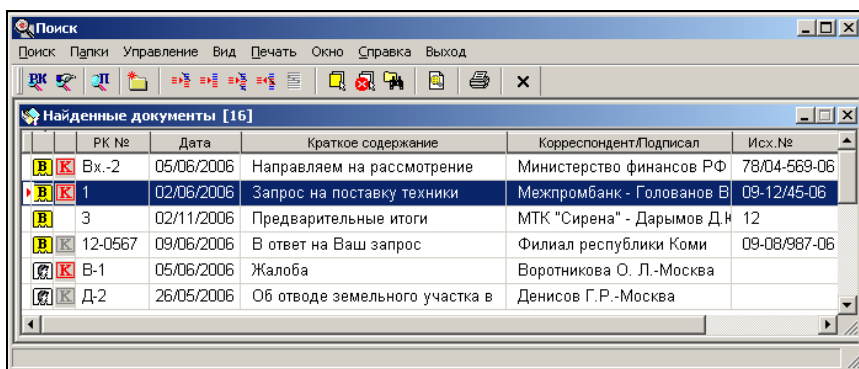 Поиск
Поиск Папки Управление Вид Печать Окно Справка Выход
РК П
Найденные документы [16]
РК № Дата Краткое содержание Корреспондент/Подписал Исх.№
В К Вх.-2 05/06/2006 Направляем на рассмотрение Министерство финансов РФ 78/04-569-06
В К 1 02/06/2006 Запрос на поставку техники Межпромбанк - Голованов В 09-12/45-06
В 3 02/11/2006 Предварительные итоги МТК "Сирена" - Дарымов Д.Ю 12
В К 12-0567 09/06/2006 В ответ на Ваш запрос Филиал республики Коми 09-08/987-06
К В-1 05/06/2006 Жалоба Воротникова О. Л.-Москва
К Д-2 26/05/2006 Об отводе земельного участка в Денисов Г.Р.-Москва